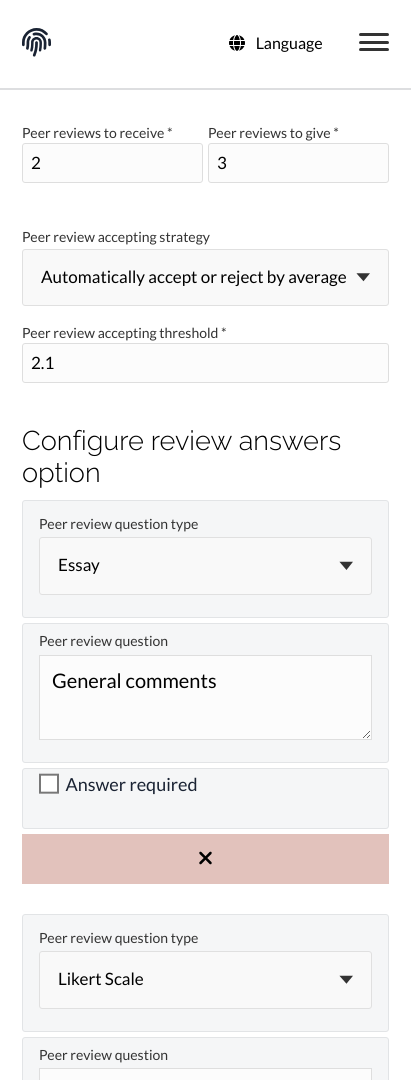 Language
Peer reviews to receive * Peer reviews to give *
2 3
Peer review accepting strategy
Automatically accept or reject by average
Peer review accepting threshold *
2.1
Configure review answers
option
Peer review question type
Essay
Peer review question
General comments
Answer required
Peer review question type
Likert Scale
Peer review question